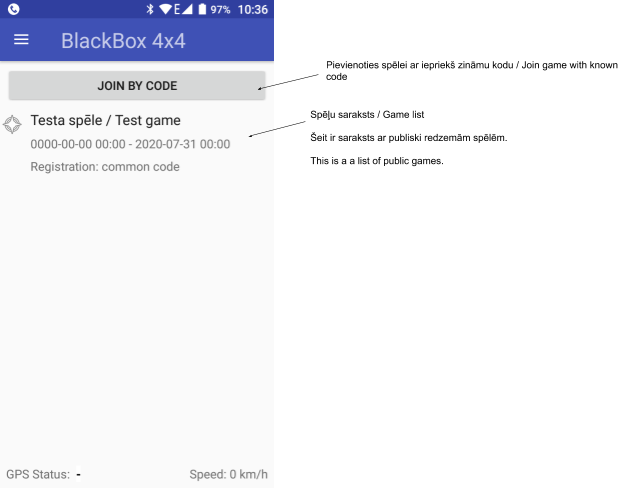 E 97% 10:36
BlackBox 4x4
JOIN BY CODE
Pievienoties spēlei ar iepriekš zināmu kodu / Join game with known
code
Testa spēle / Test game
0000-00-00 00:00 - 2020-07-31 00:00
Registration: common code
Spēļu saraksts / Game list
Šeit ir saraksts ar publiski redzemām spēlēm.
This is a a list of public games.
GPS Status: - Speed: 0 km/h